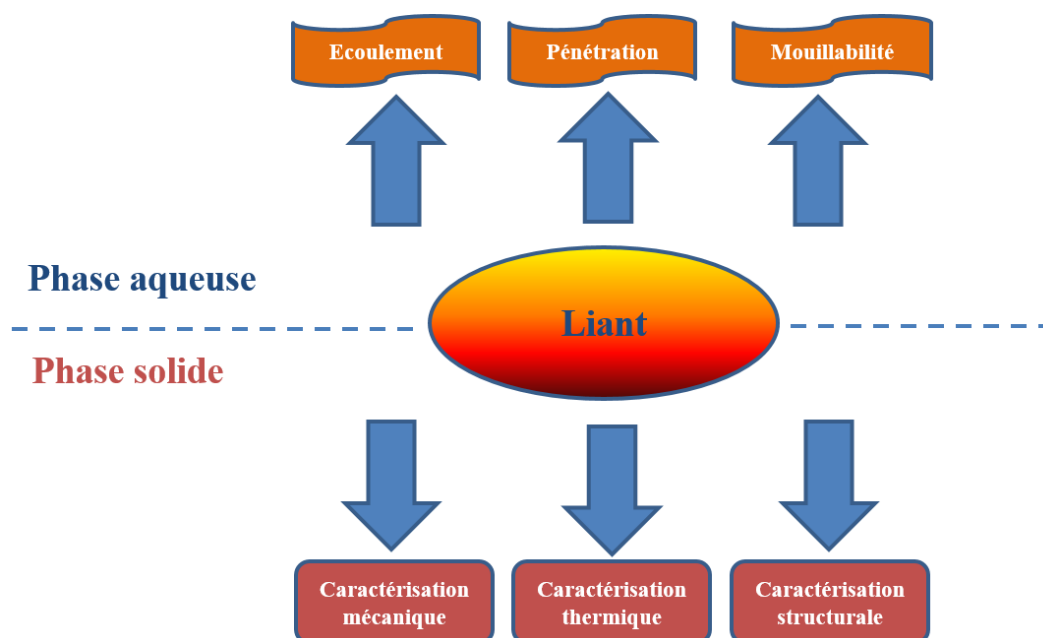 Ecoulement
Pénétration
Mouillabilité
Phase aqueuse
Liant
Phase solide
Caractérisation
mécanique
Caractérisation
thermique
Caractérisation
structurale